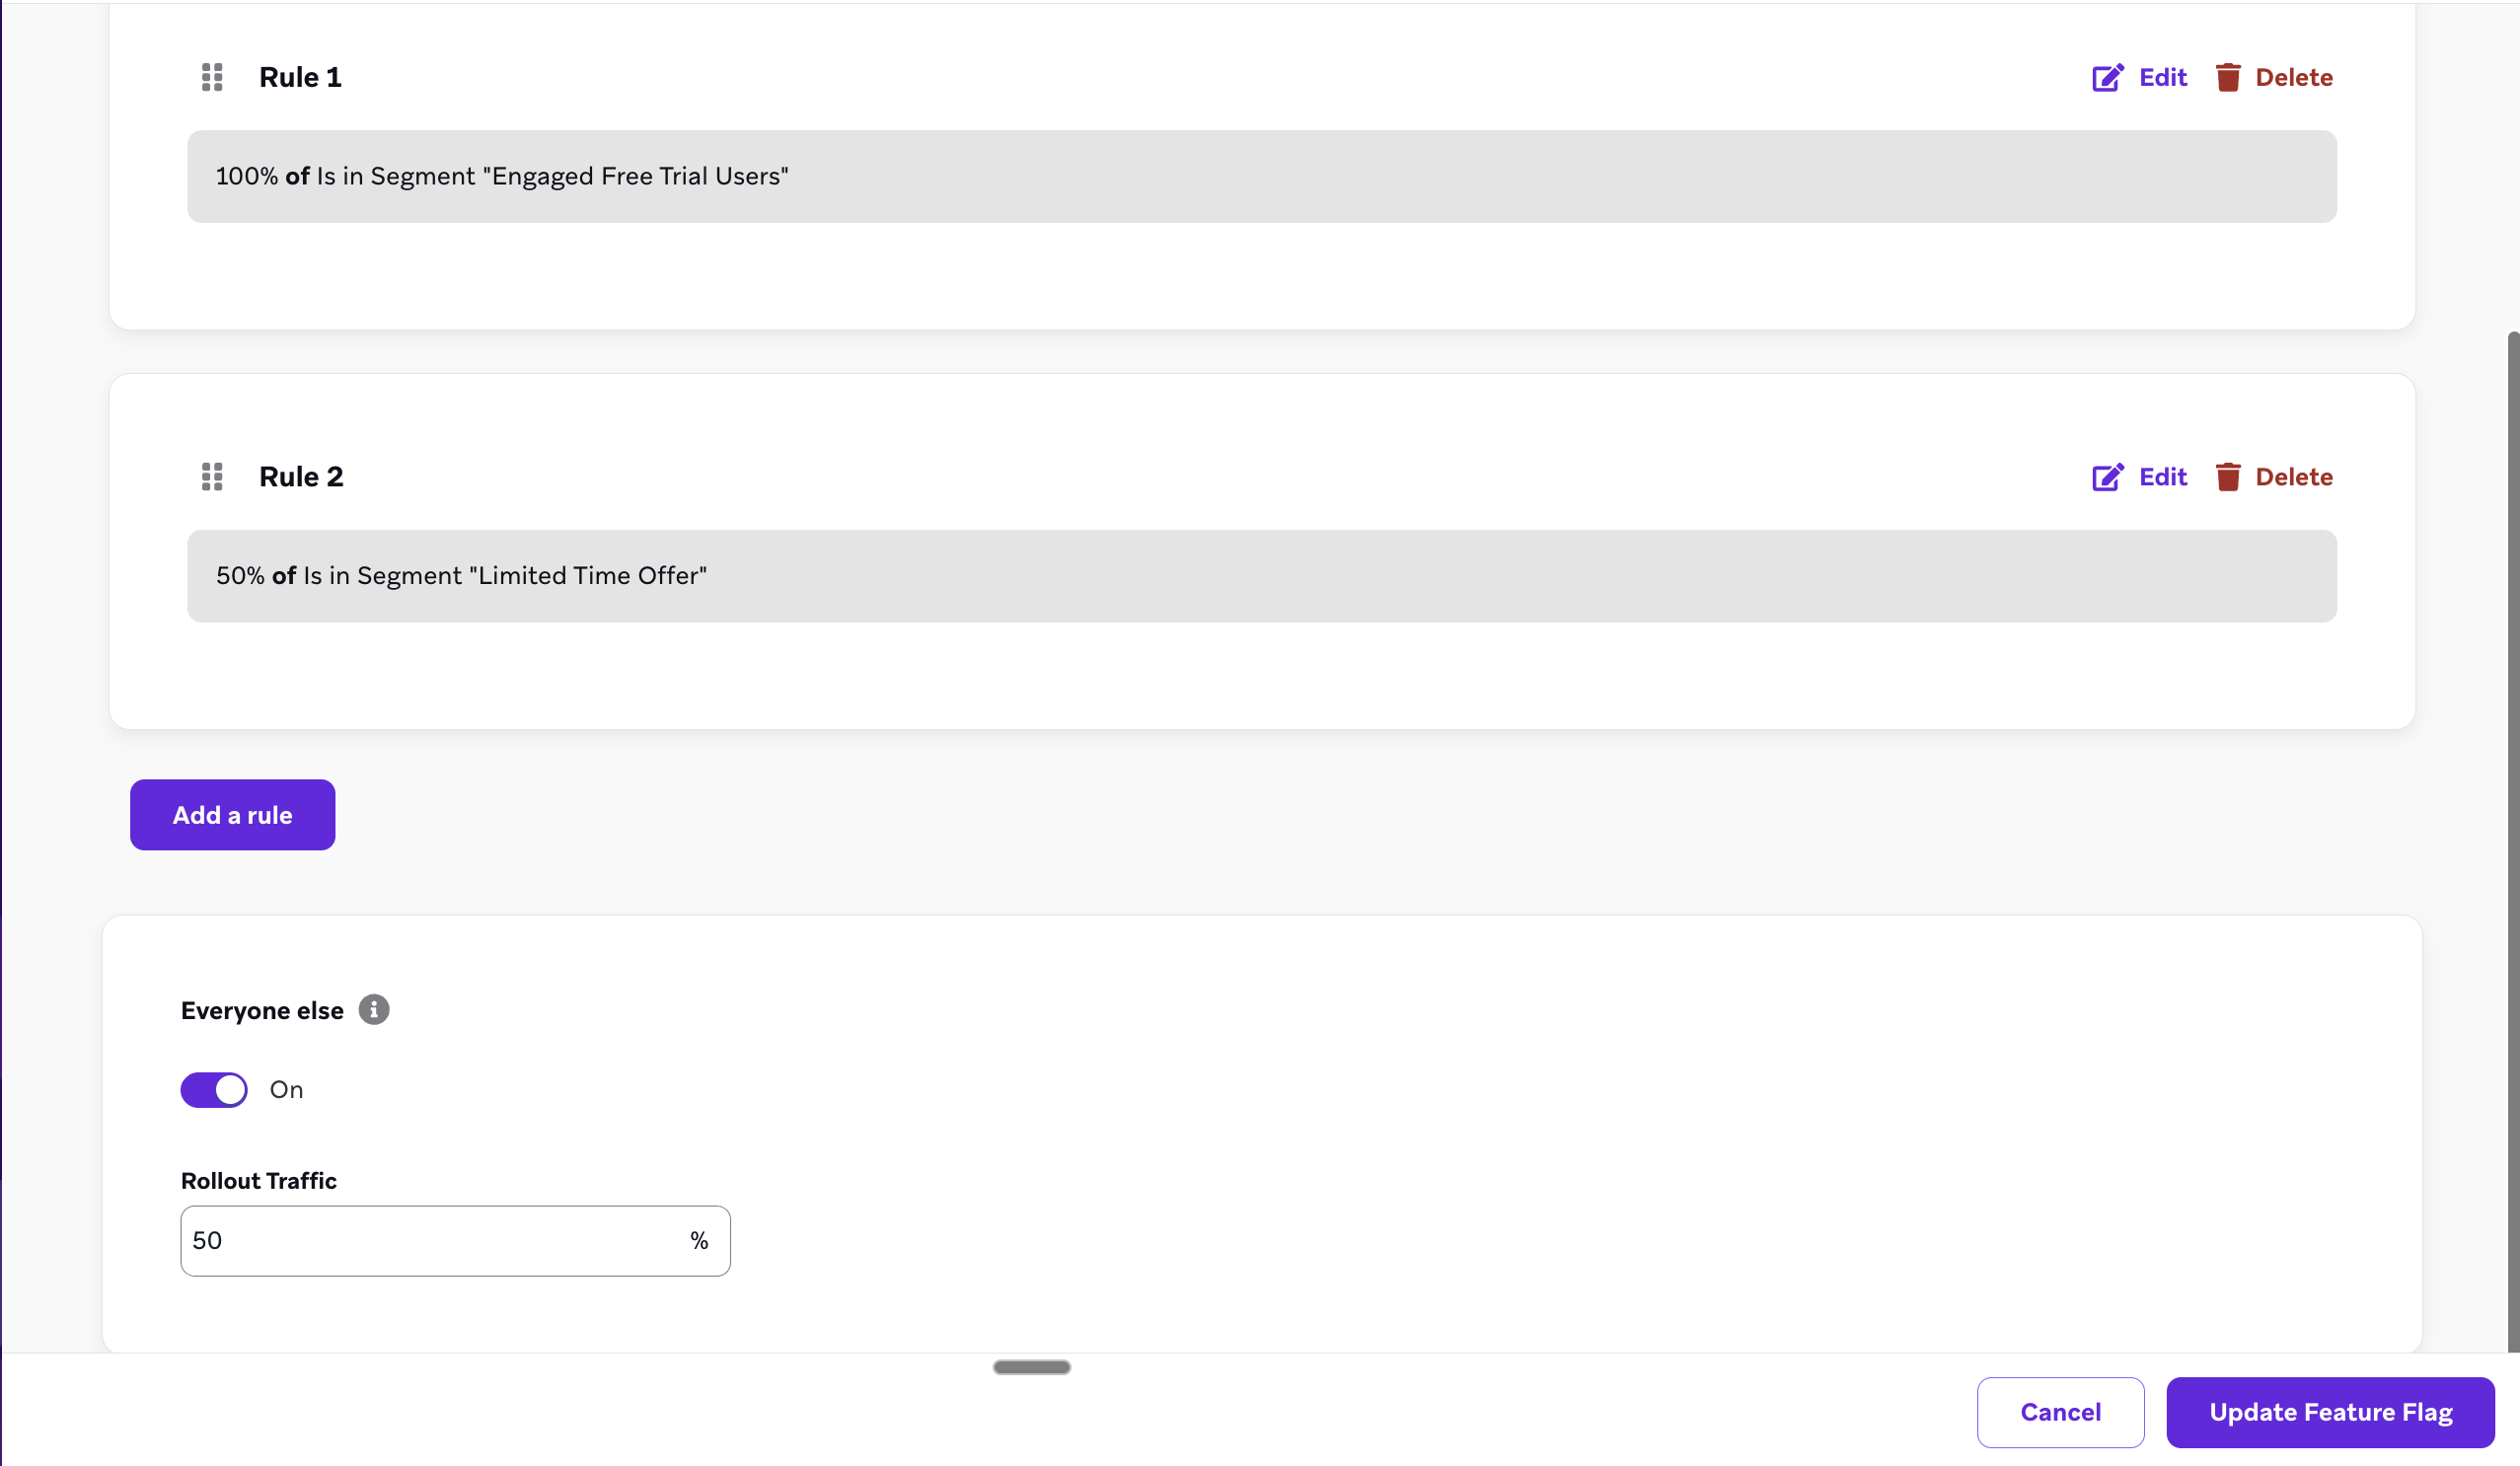 Rule 1
Edit
Delete
100% of Is in Segment "Engaged Free Trial Users"
Rule 2
Edit
Delete
50% of Is in Segment "Limited Time Offer"
Add a rule
Everyone else
On
Rollout Traffic
50 %
Cancel
Update Feature Flag